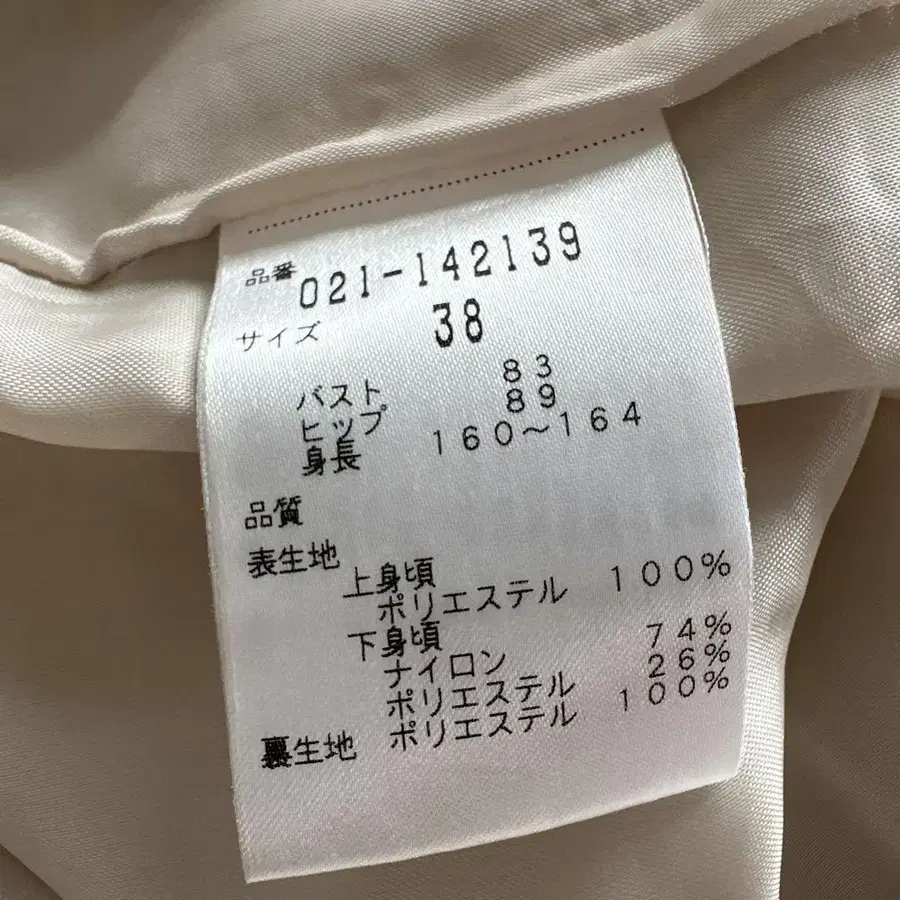 品番 021-142139
サイズ 38
バスト 83
ヒップ 89
身長 160〜164
品質
表生地
上身頃
ポリエステル 100%
下身頃
ナイロン 74%
ポリエステル 26%
裏生地 ポリエステル 100%